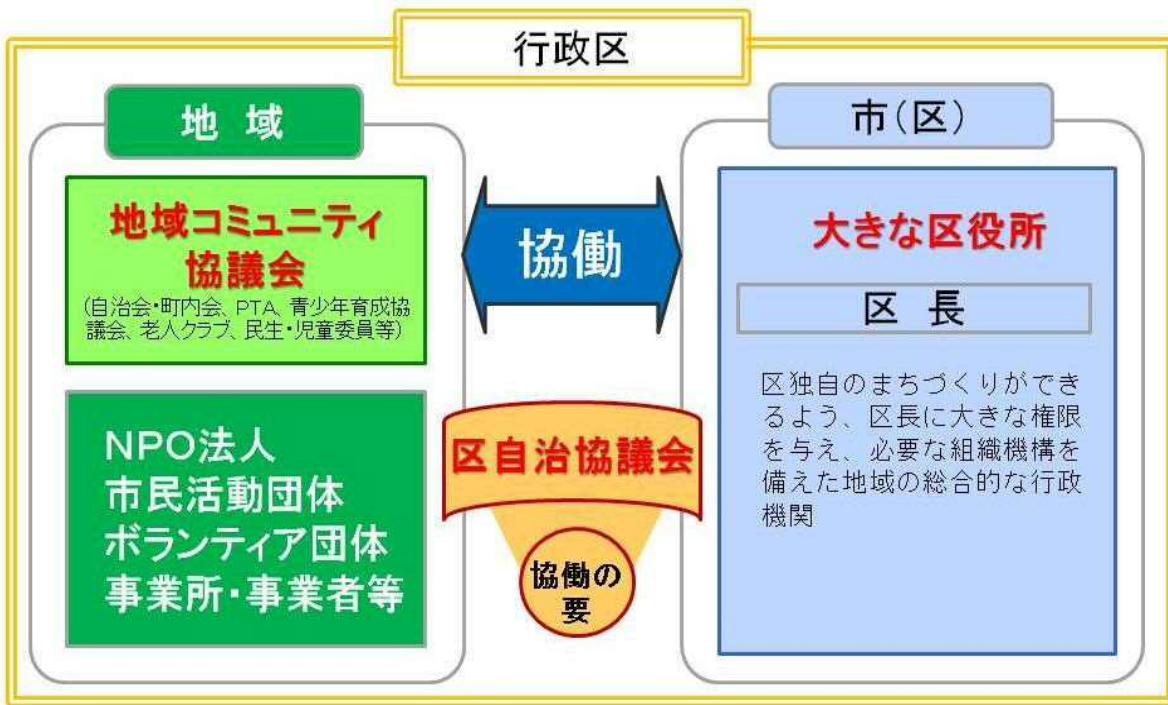 行政区
地 域
地域コミュニティ
協議会
(自治会・町内会、PTA、青少年育成協
議会、老人クラブ、民生・児童委員等)
NPO法人
市民活動団体
ボランティア団体
事業所・事業者等
協働
区自治協議会
協働の
要
市(区)
大きな区役所
区 長
区独自のまちづくりができ
るよう、区長に大きな権限
を与え、必要な組織機構を
備えた地域の総合的な行政
機関